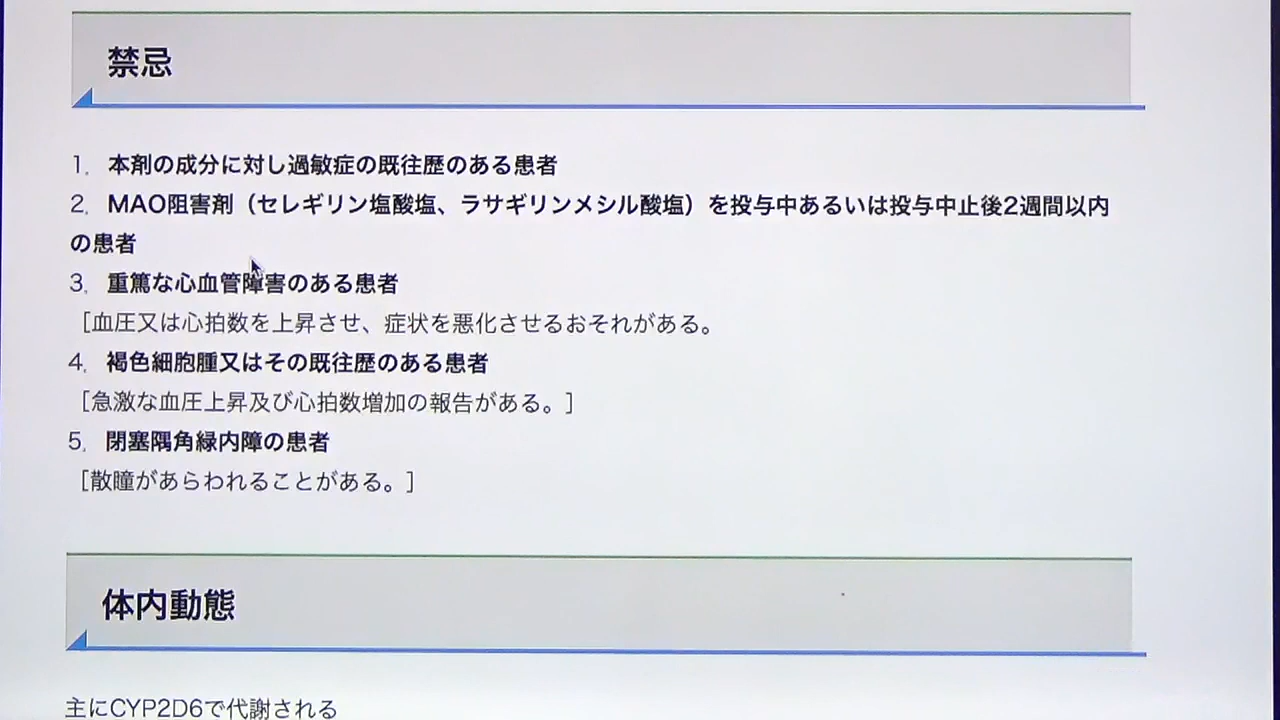 禁忌
1. 本剤の成分に対し過敏症の既往歴のある患者
2. MAO阻害剤（セレギリン塩酸塩、ラサギリンメシル酸塩）を投与中あるいは投与中止後2週間以内
の患者
3. 重篤な心血管障害のある患者
［血圧又は心拍数を上昇させ、症状を悪化させるおそれがある。
4. 褐色細胞腫又はその既往歴のある患者
［急激な血圧上昇及び心拍数増加の報告がある。］
5. 閉塞隅角緑内障の患者
［散瞳があらわれることがある。］
体内動態
主にCYP2D6で代謝される